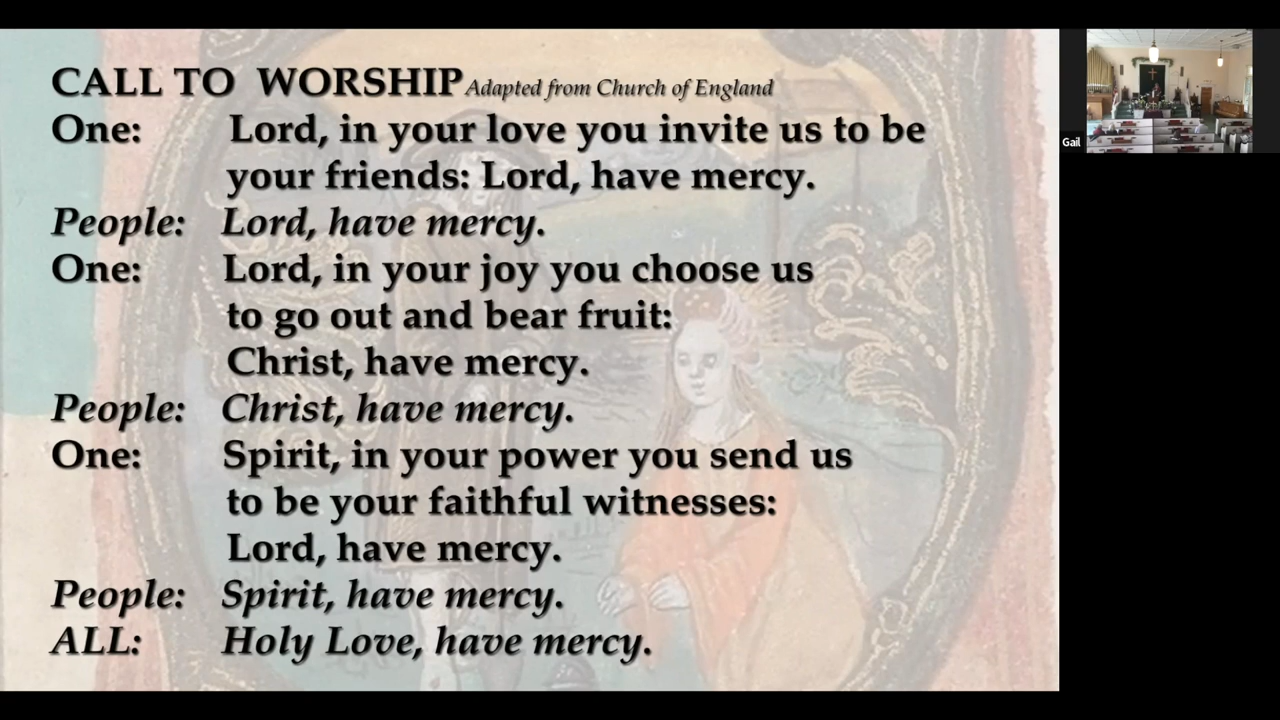 CALL TO WORSHIP Adapted from Church of England
One: Lord, in your love you invite us to be
your friends: Lord, have mercy.
People: Lord, have mercy.
One: Lord, in your joy you choose us
to go out and bear fruit:
Christ, have mercy.
People: Christ, have mercy.
One: Spirit, in your power you send us
to be your faithful witnesses:
Lord, have mercy.
People: Spirit, have mercy.
ALL: Holy Love, have mercy.
Gail